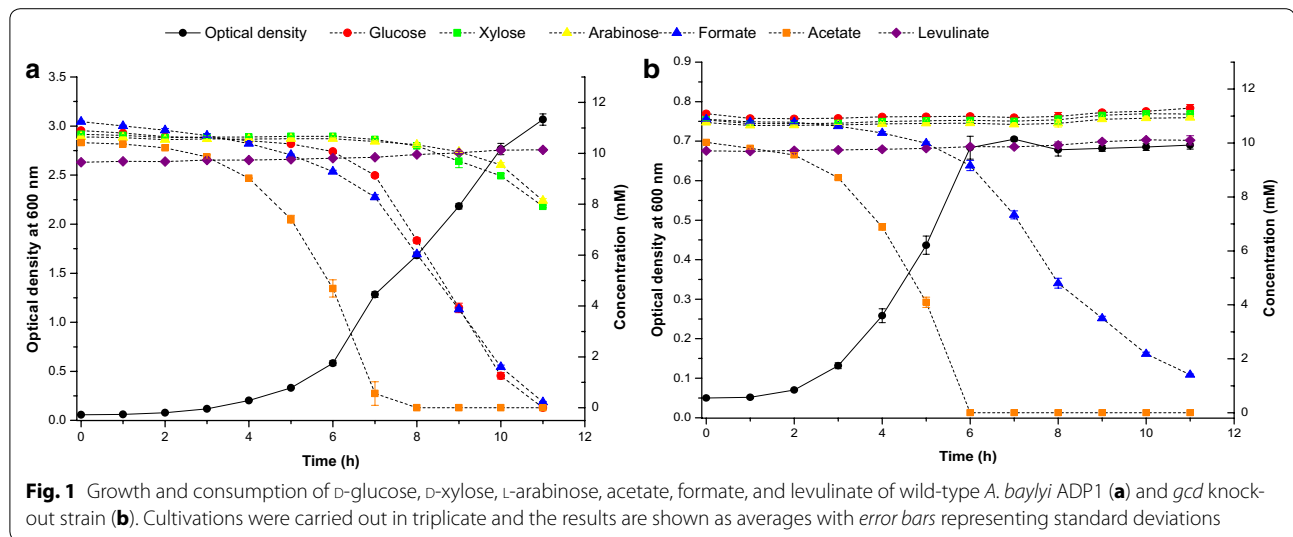 Optical density Glucose Xylose Arabinose Formate Acetate Levulinate
a
3.5
3.0
2.5
2.0
1.5
1.0
0.5
0.0
Optical density at 600 nm
12
10
8
6
4
2
0
Concentration (mM)
0 2 4 6 8 10 12
Time (h)
b
0.9
0.8
0.7
0.6
0.5
0.4
0.3
0.2
0.1
0.0
Optical density at 600 nm
12
10
8
6
4
2
0
Concentration (mM)
0 2 4 6 8 10 12
Time (h)
Fig. 1 Growth and consumption of D-glucose, D-xylose, L-arabinose, acetate, formate, and levulinate of wild-type A. baylyi ADP1 (a) and gcd knock-
out strain (b). Cultivations were carried out in triplicate and the results are shown as averages with error bars representing standard deviations